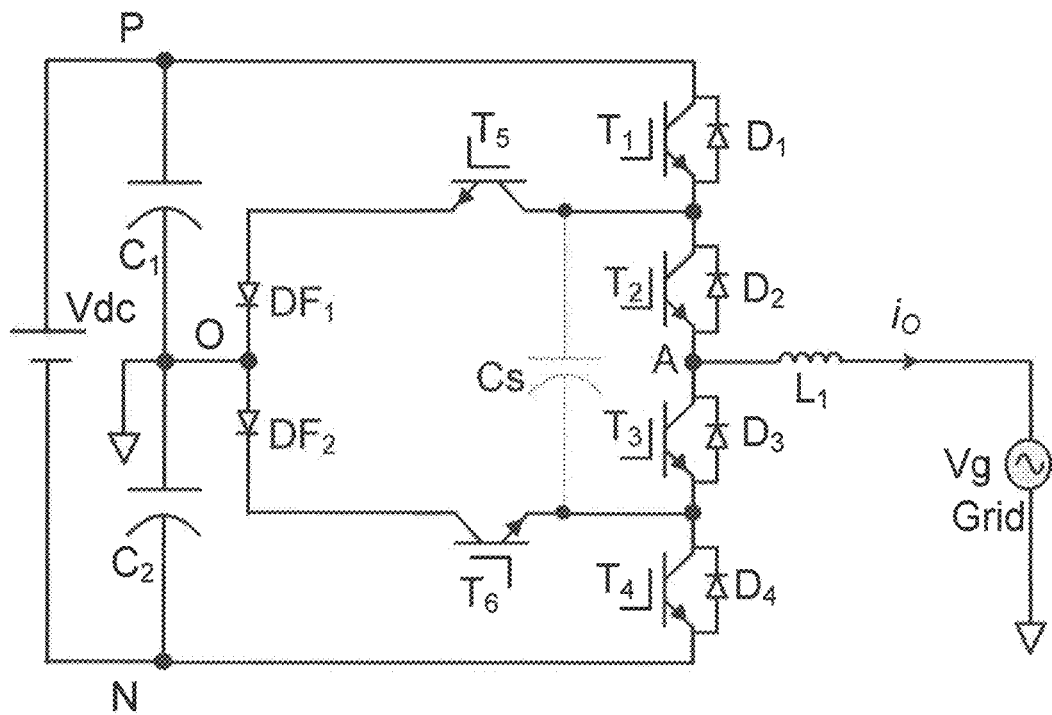 P
T₁
D₁
T₅
C₁
T₂
D₂
Vdc
DF₁
O
i_O
A
Cs
L₁
DF₂
T₃
D₃
Vg
Grid
C₂
T₆
T₄
D₄
N